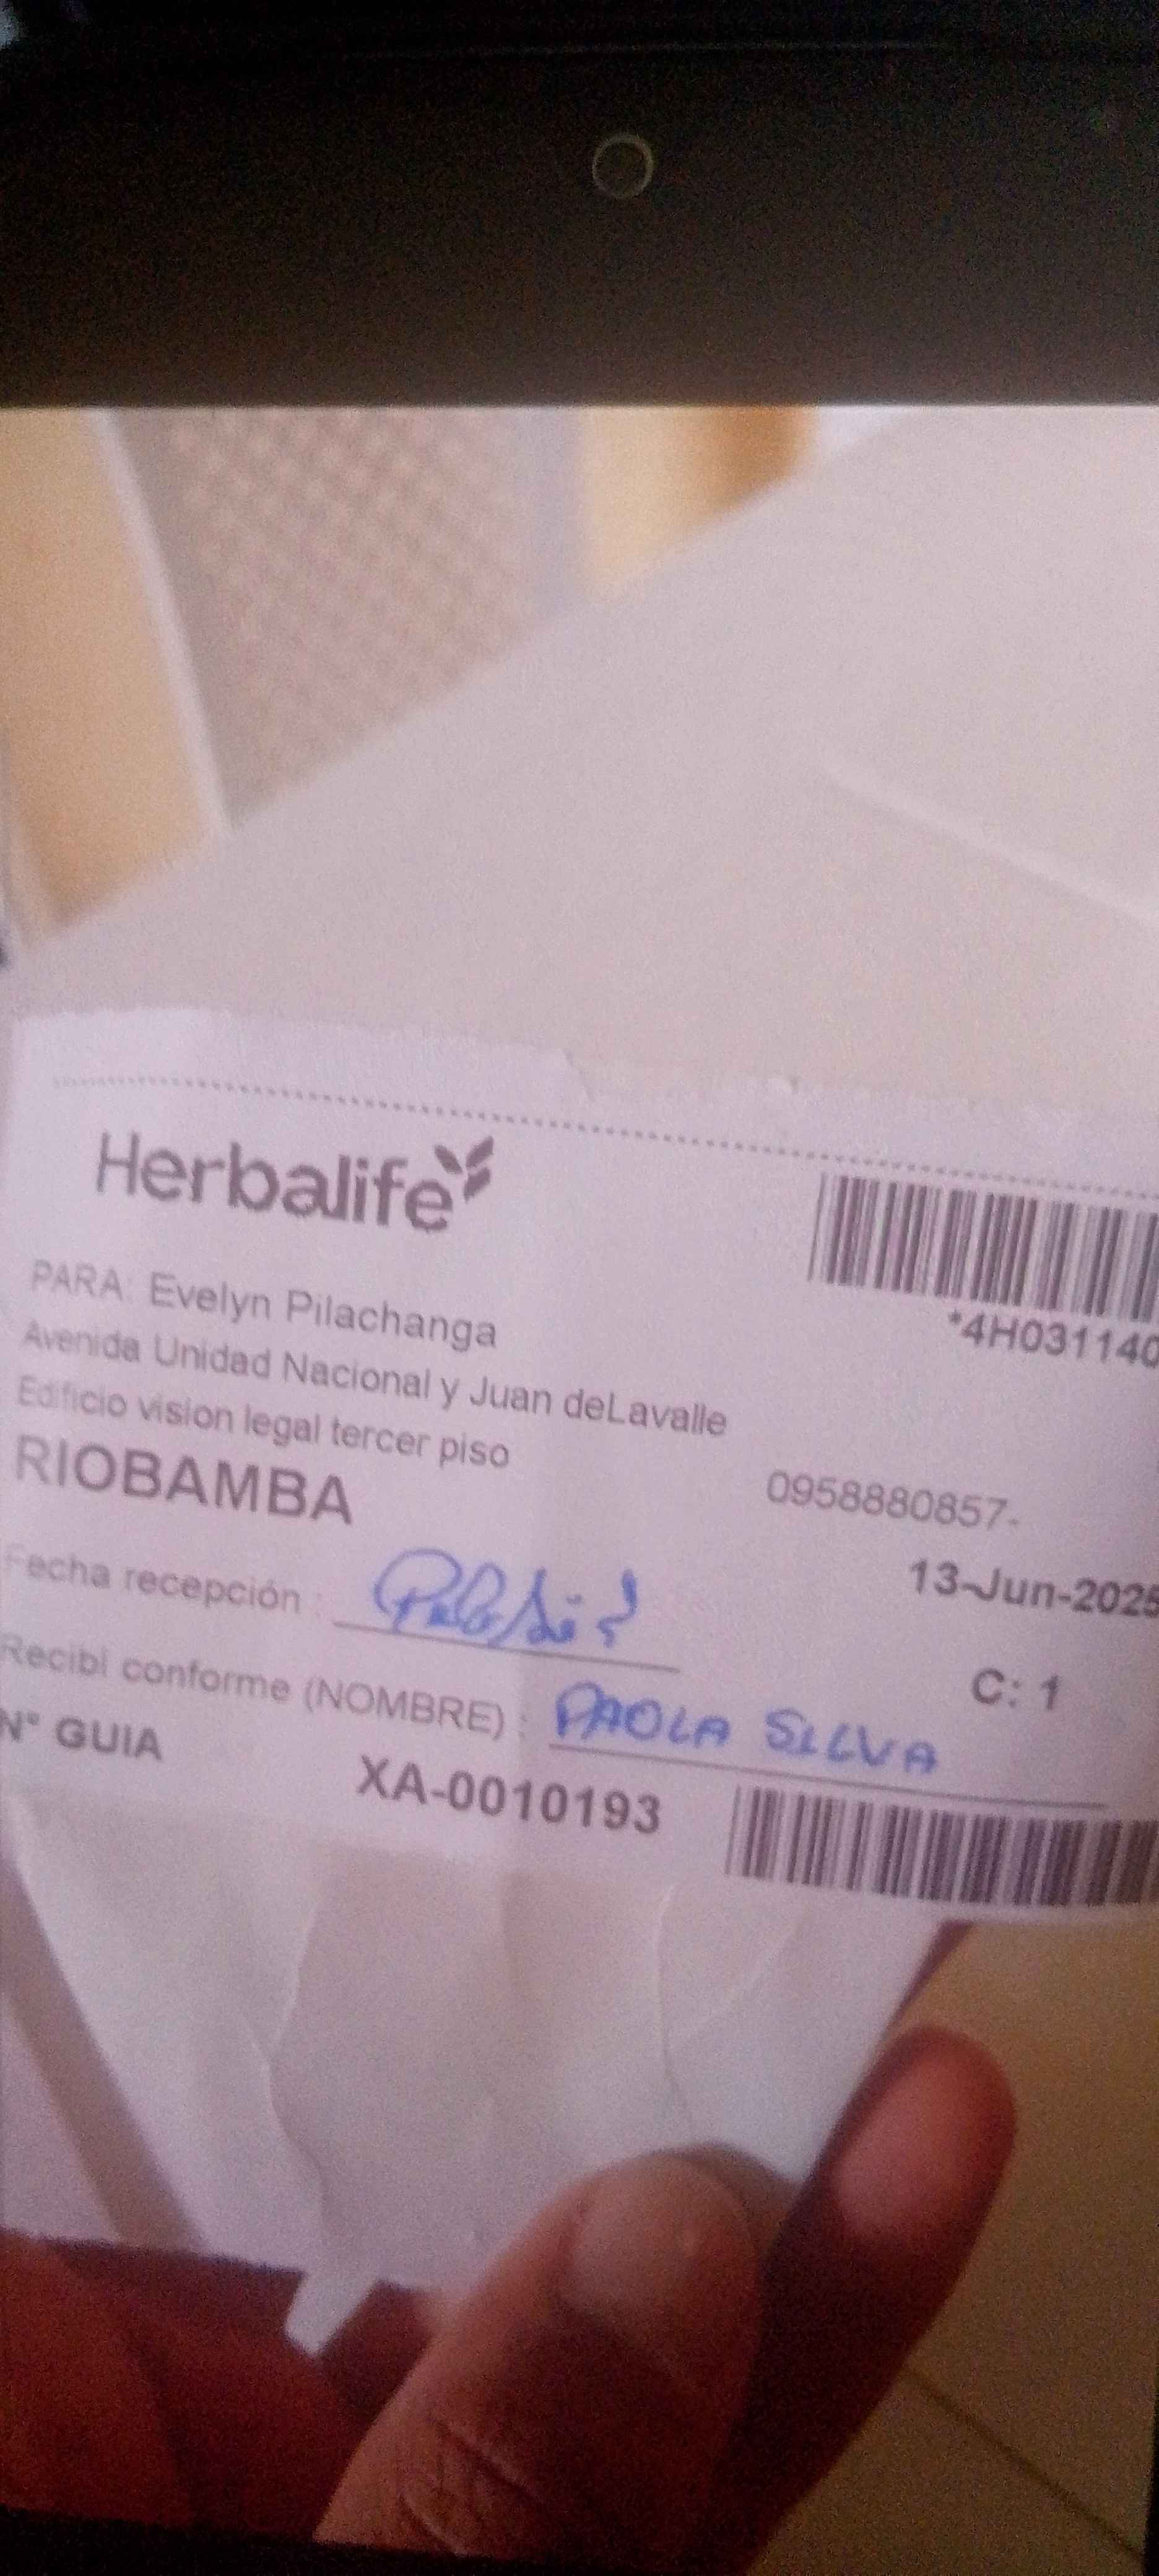 Herbalife
*4H031140
PARA: Evelyn Pilachanga
Avenida Unidad Nacional y Juan deLavalle
Edificio vision legal tercer piso
0958880857-
RIOBAMBA
13-Jun-2025
Fecha recepción :
C: 1
Recibi conforme (NOMBRE) : PAOLA SILVA
N° GUIA XA-0010193